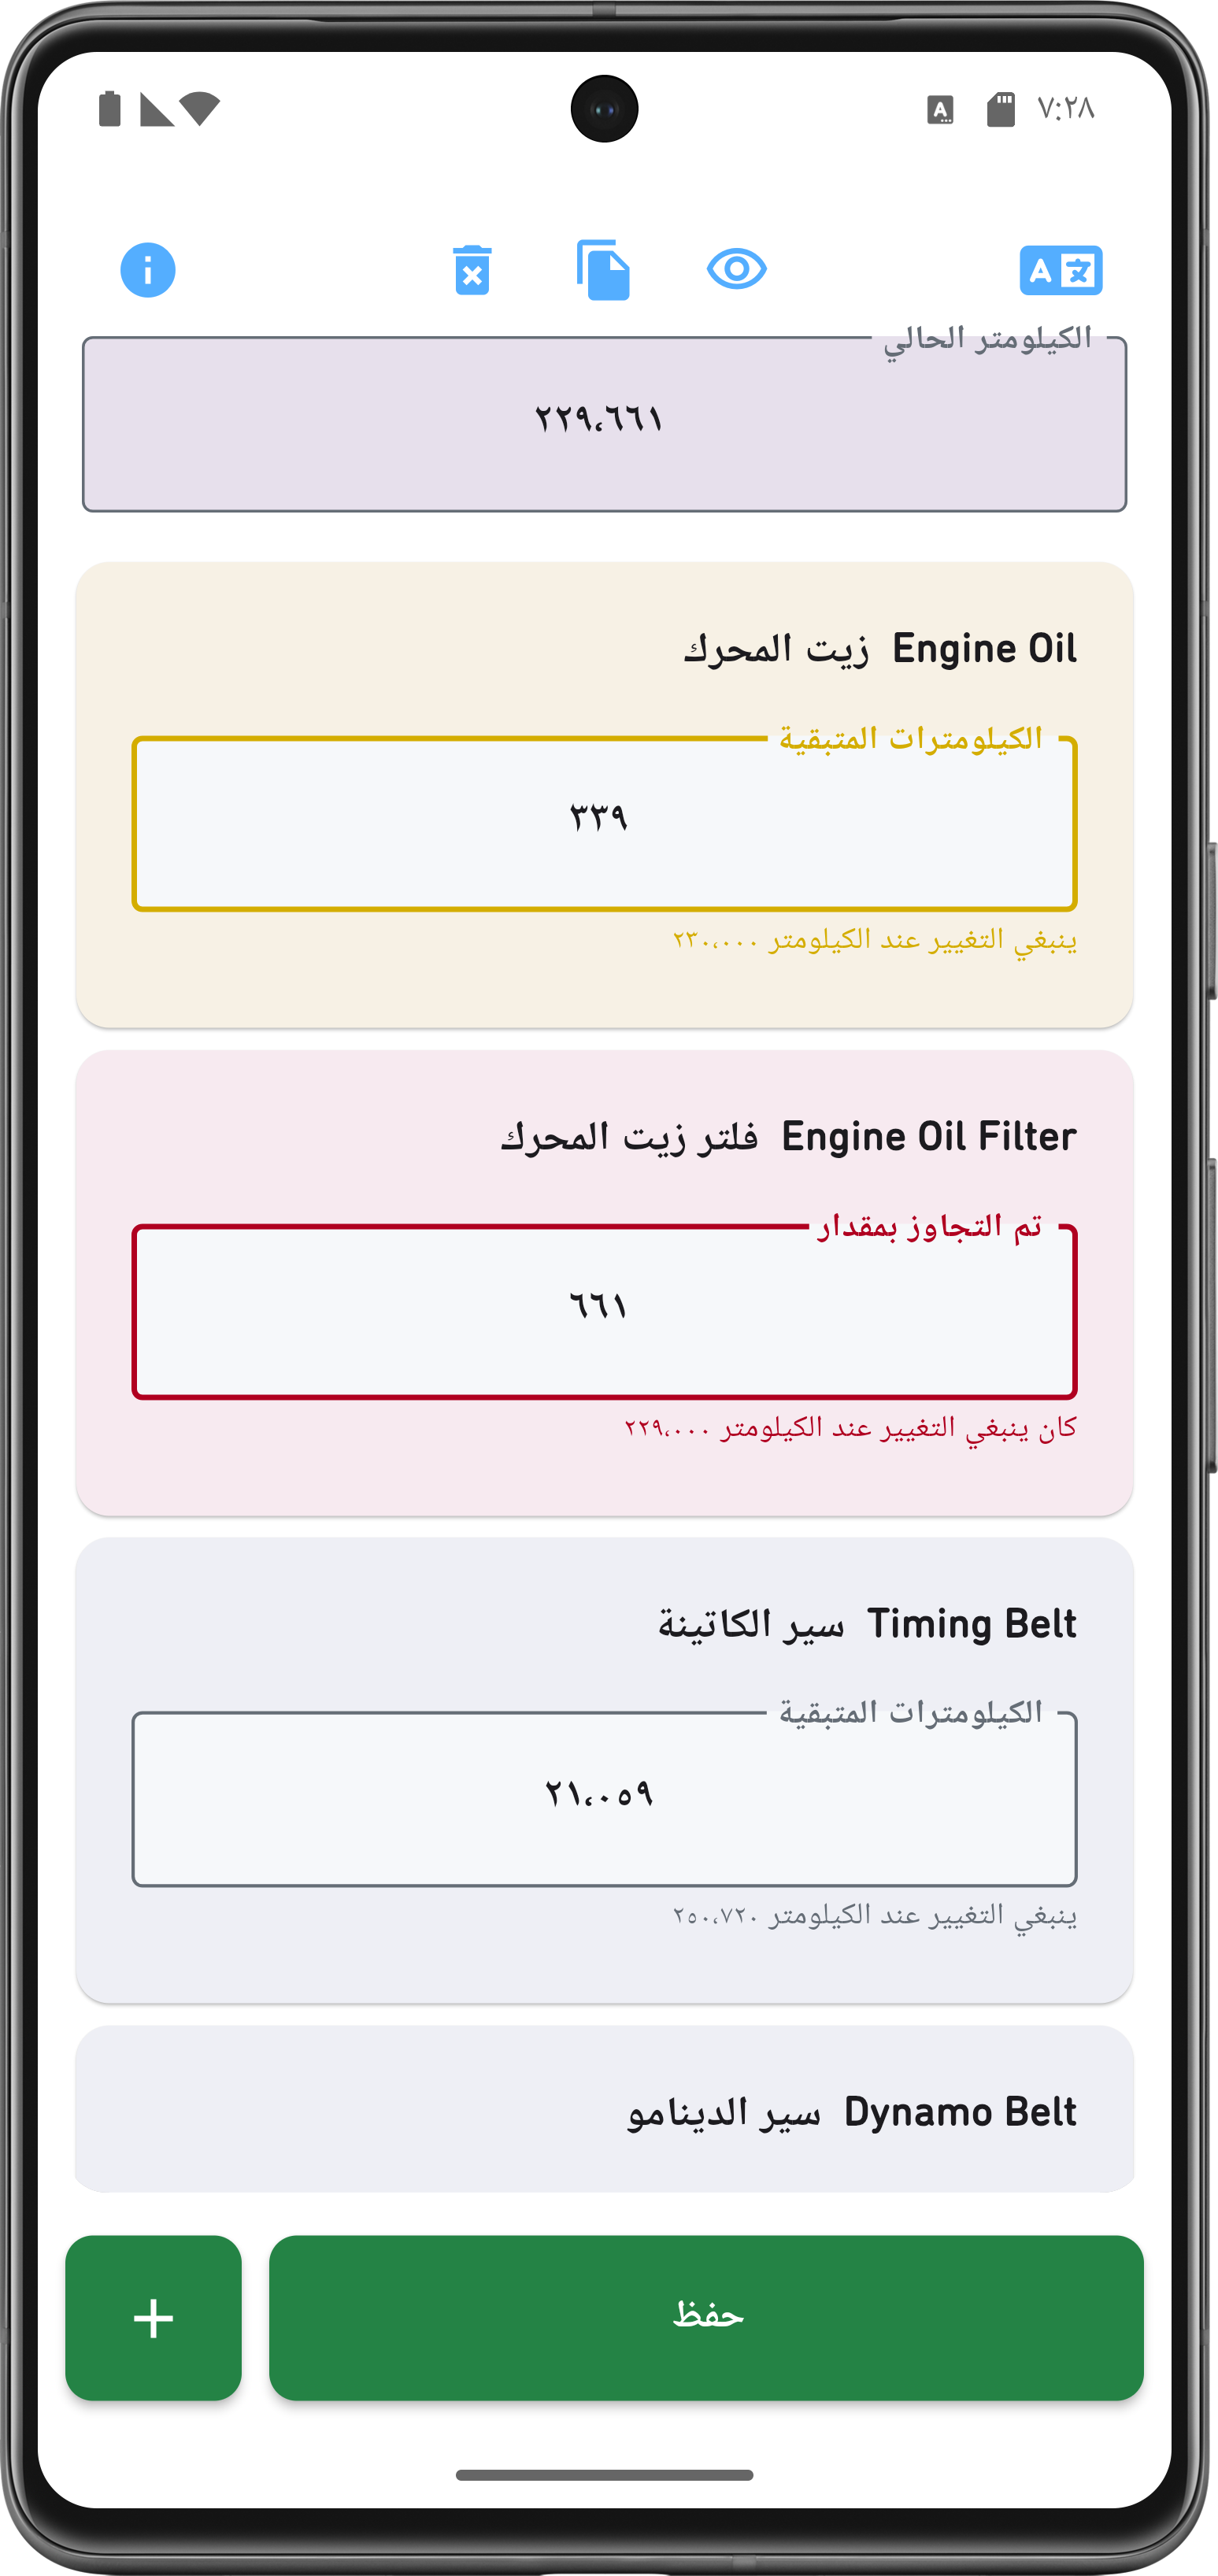 ٧:٢٨
الكيلومتر الحالي
٢٢٩،٦٦١
Engine Oil زيت المحرك
الكيلومترات المتبقية
٣٣٩
ينبغي التغيير عند الكيلومتر ٢٣٠،٠٠٠
Engine Oil Filter فلتر زيت المحرك
تم التجاوز بمقدار
٦٦١
كان ينبغي التغيير عند الكيلومتر ٢٢٩،٠٠٠
Timing Belt سير الكاتينة
الكيلومترات المتبقية
٢١،٠٥٩
ينبغي التغيير عند الكيلومتر ٢٥٠،٧٢٠
Dynamo Belt سير الدينامو
حفظ